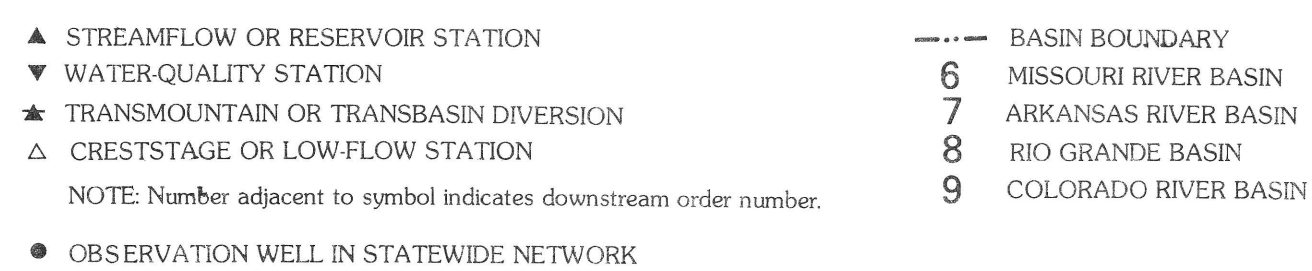 STREAMFLOW OR RESERVOIR STATION
WATER-QUALITY STATION
TRANSMOUNTAIN OR TRANSBASIN DIVERSION
CRESTSTAGE OR LOW-FLOW STATION
NOTE: Number adjacent to symbol indicates downstream order number.
OBSERVATION WELL IN STATEWIDE NETWORK
BASIN BOUNDARY
6 MISSOURI RIVER BASIN
7 ARKANSAS RIVER BASIN
8 RIO GRANDE BASIN
9 COLORADO RIVER BASIN